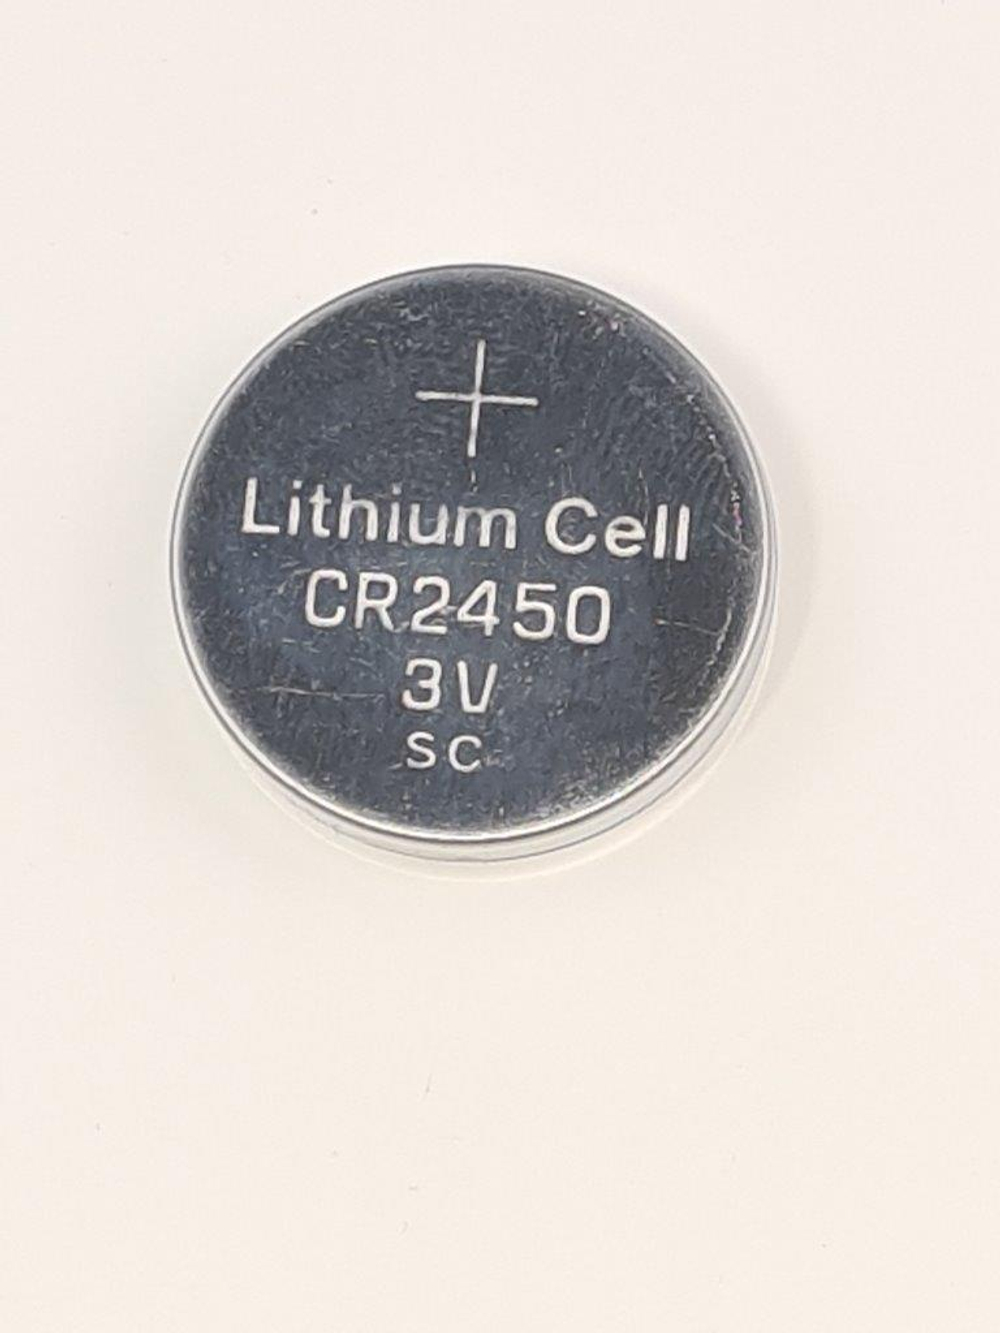 +
Lithium Cell
CR2450
3V
SC